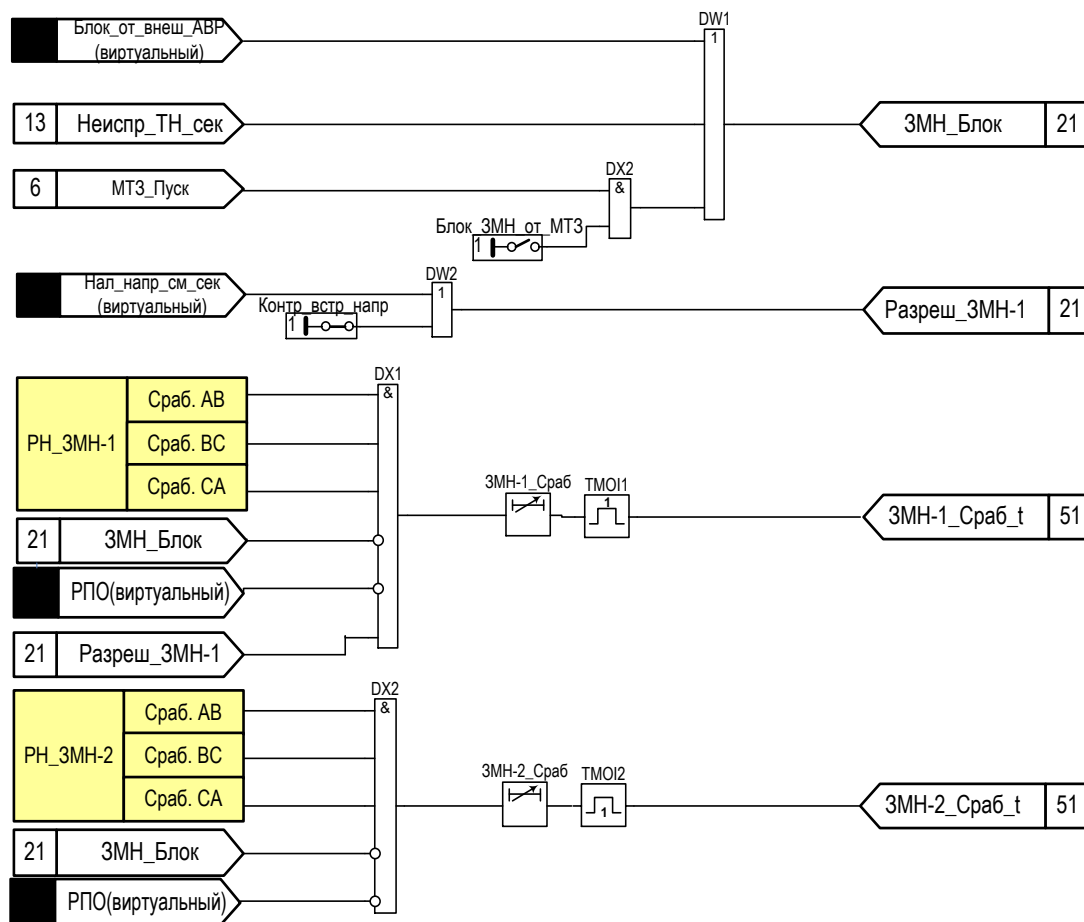 Блок_от_внеш_АВР
(виртуальный)
DW1
1
13 Неиспр_ТН_сек
ЗМН_Блок 21
6 МТЗ_Пуск
DX2
&
Блок_ЗМН_от_МТЗ
1
Нал_напр_см_сек
(виртуальный)
DW2
1
Контр_встр_напр
1
Разреш_ЗМН-1 21
DX1
&
РН_ЗМН-1
Сраб. АВ
Сраб. ВС
Сраб. СА
ЗМН-1_Сраб
TMOI1
1
ЗМН-1_Сраб_t 51
21 ЗМН_Блок
РПО(виртуальный)
21 Разреш_ЗМН-1
DX2
&
РН_ЗМН-2
Сраб. АВ
Сраб. ВС
Сраб. СА
ЗМН-2_Сраб
TMOI2
1
ЗМН-2_Сраб_t 51
21 ЗМН_Блок
РПО(виртуальный)